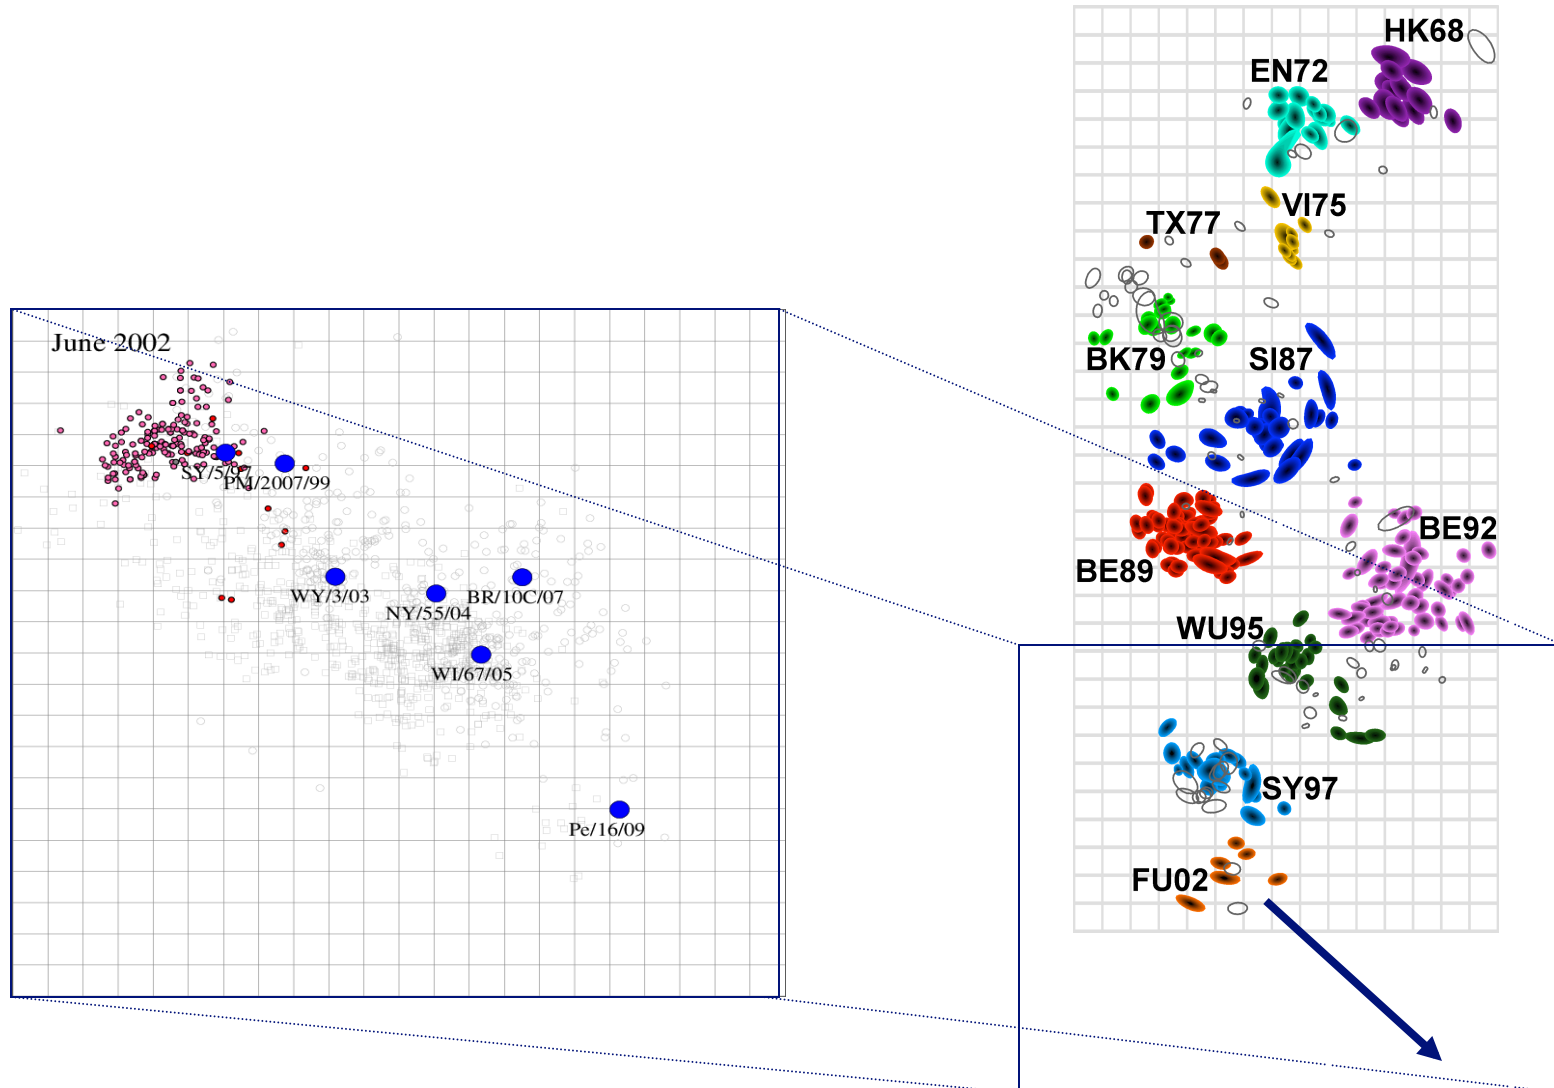 June 2002
SY/5/97
PM/2007/99
WY/3/03
NY/55/04
BR/10C/07
WI/67/05
Pe/16/09
HK68
EN72
VI75
TX77
BK79
SI87
BE92
BE89
WU95
SY97
FU02